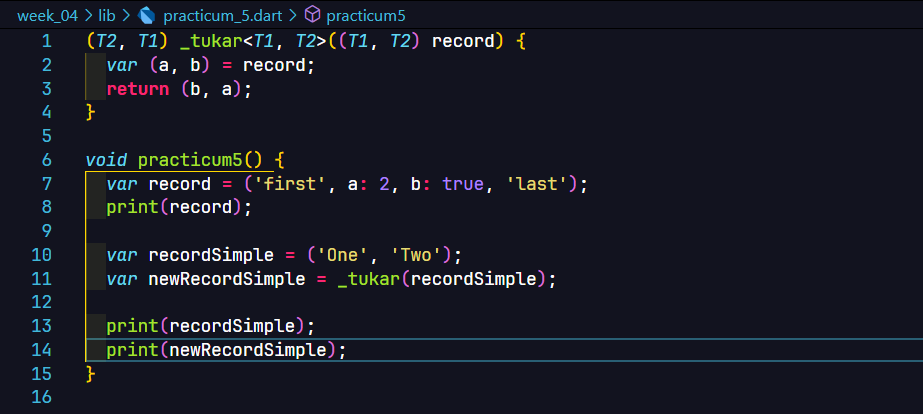 week_04 > lib > practicum_5.dart > practicum5
1 (T2, T1) _tukar<T1, T2>((T1, T2) record) {
2   var (a, b) = record;
3   return (b, a);
4 }
5
6 void practicum5() {
7   var record = ('first', a: 2, b: true, 'last');
8   print(record);
9
10   var recordSimple = ('One', 'Two');
11   var newRecordSimple = _tukar(recordSimple);
12
13   print(recordSimple);
14   print(newRecordSimple);
15 }
16